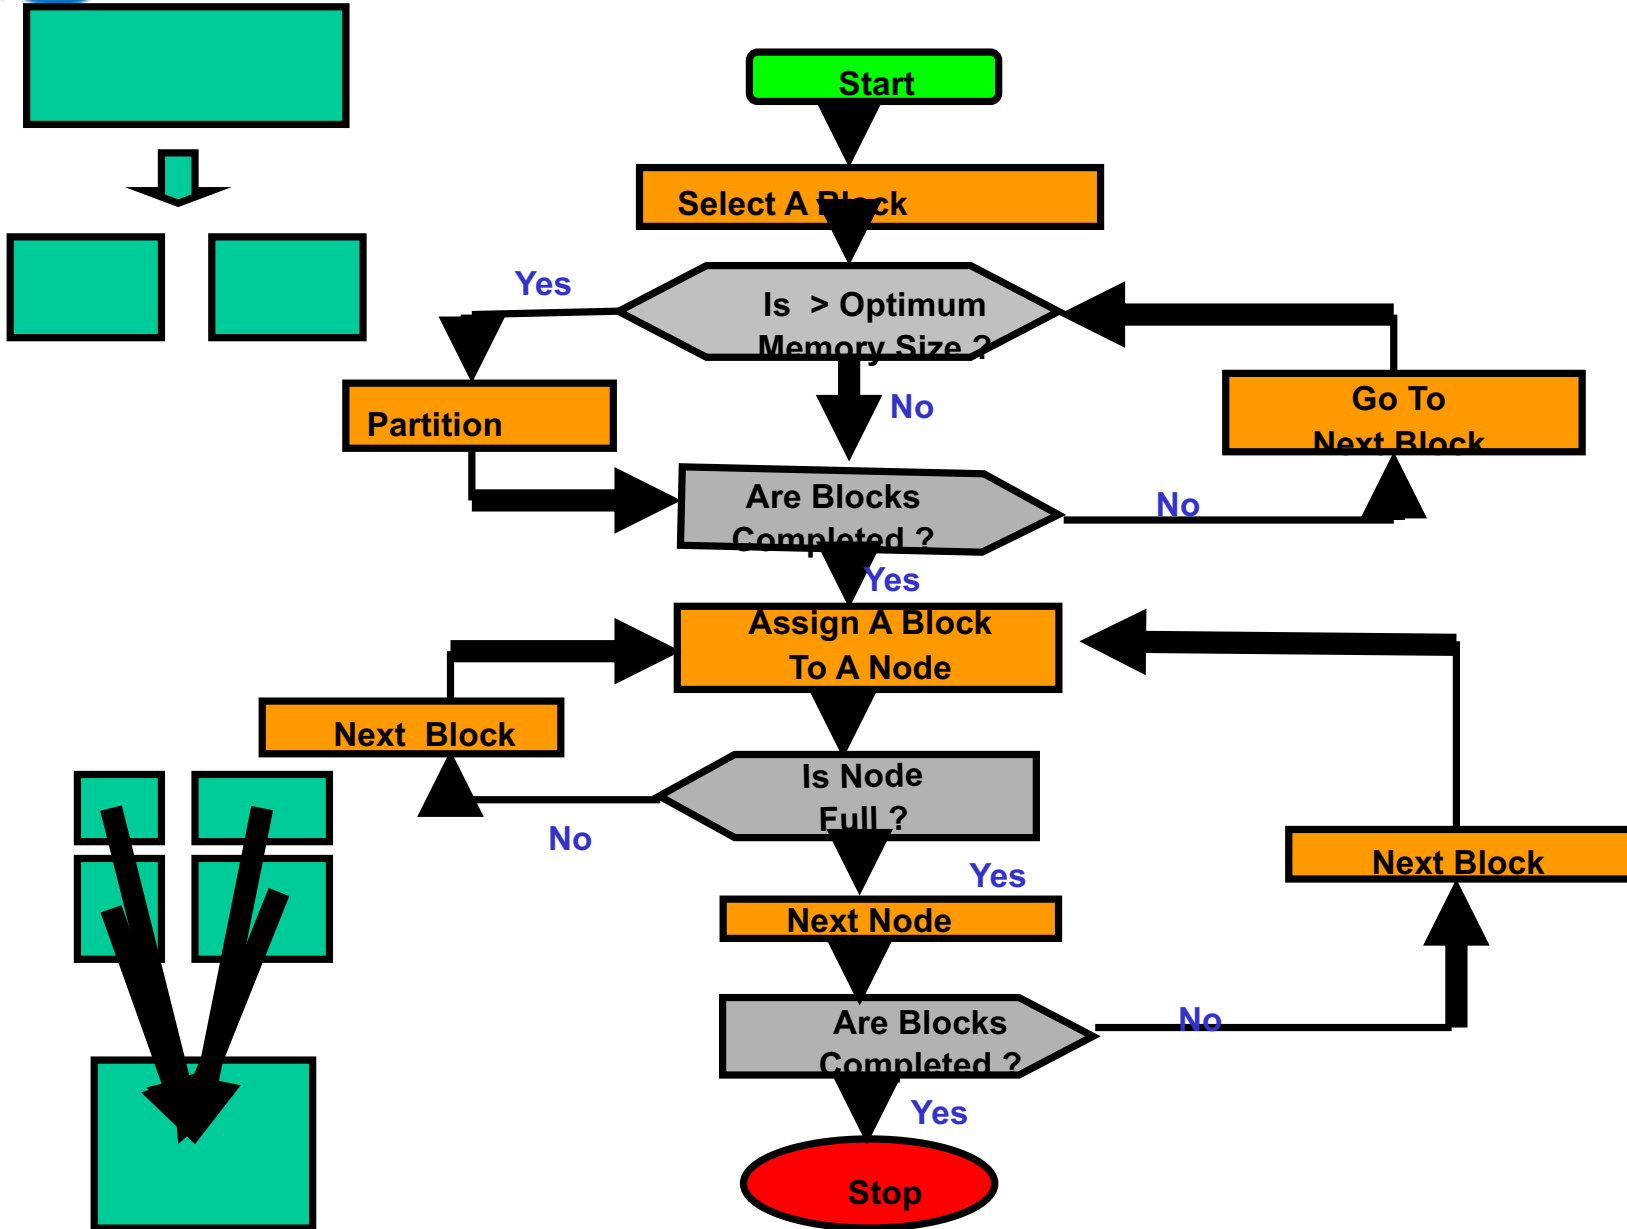 Start
Select A Block
Yes
Is > Optimum
Memory Size ?
No
Partition
Go To
Next Block
Are Blocks
Completed ?
No
Yes
Assign A Block
To A Node
Next Block
Is Node
Full ?
No
Yes
Next Block
Next Node
Are Blocks
Completed ?
No
Yes
Stop